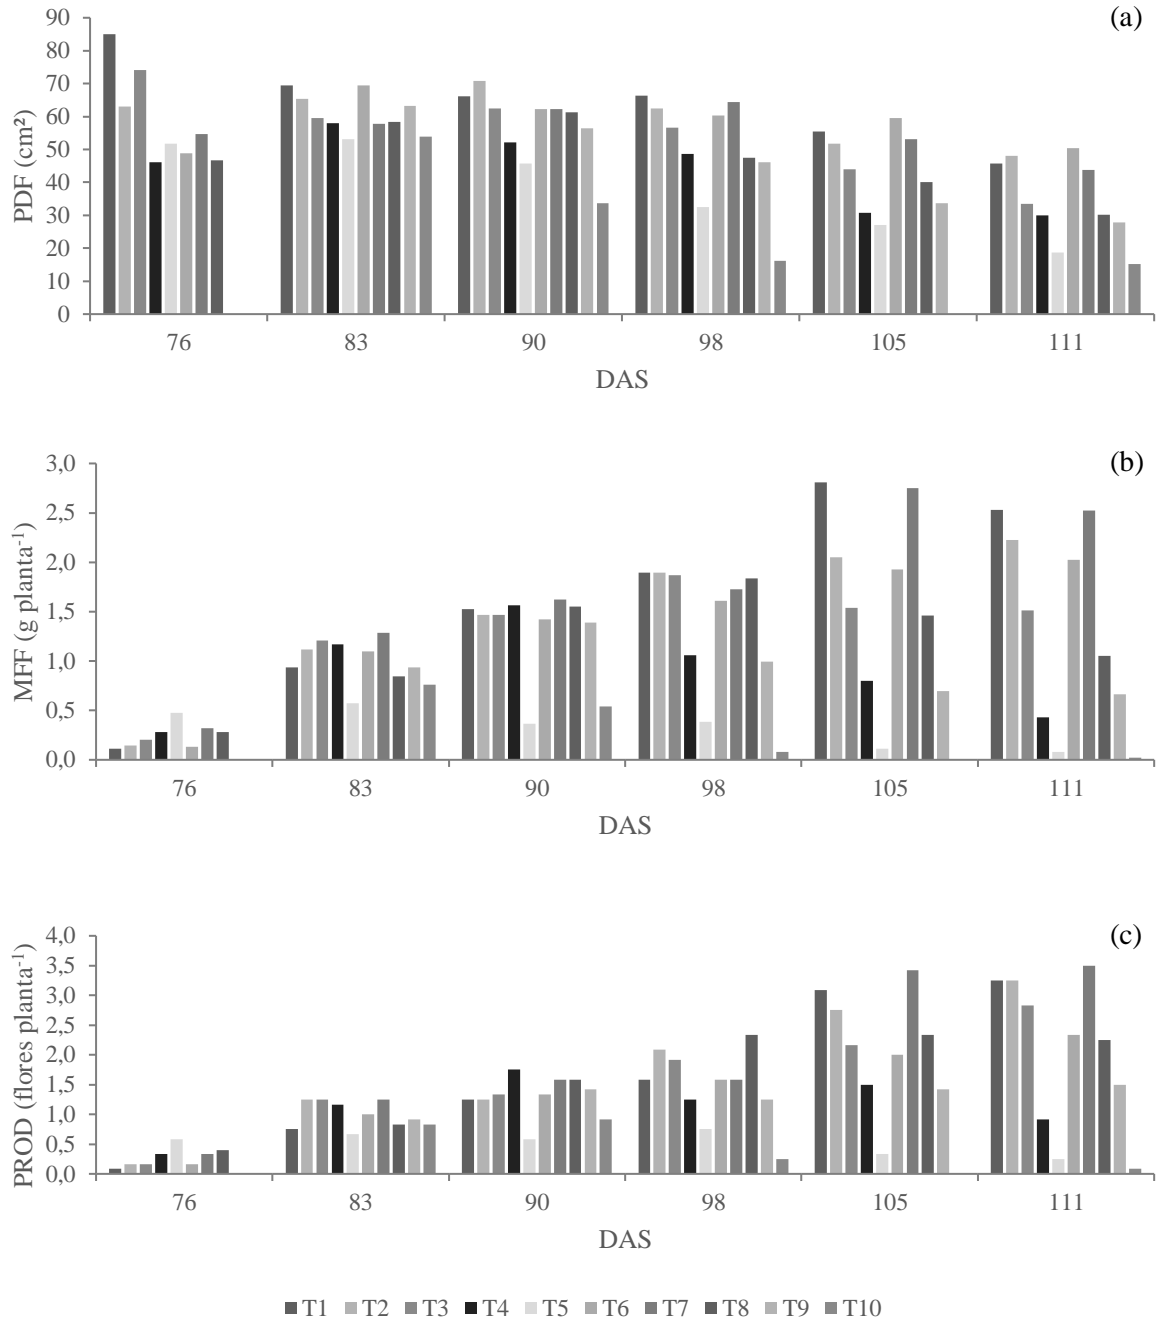 (a)
PDF (cm²)
90
80
70
60
50
40
30
20
10
0
76 83 90 98 105 111
DAS
(b)
MFF (g planta⁻¹)
3,0
2,5
2,0
1,5
1,0
0,5
0,0
76 83 90 98 105 111
DAS
(c)
PROD (flores planta⁻¹)
4,0
3,5
3,0
2,5
2,0
1,5
1,0
0,5
0,0
76 83 90 98 105 111
DAS
T1 T2 T3 T4 T5 T6 T7 T8 T9 T10